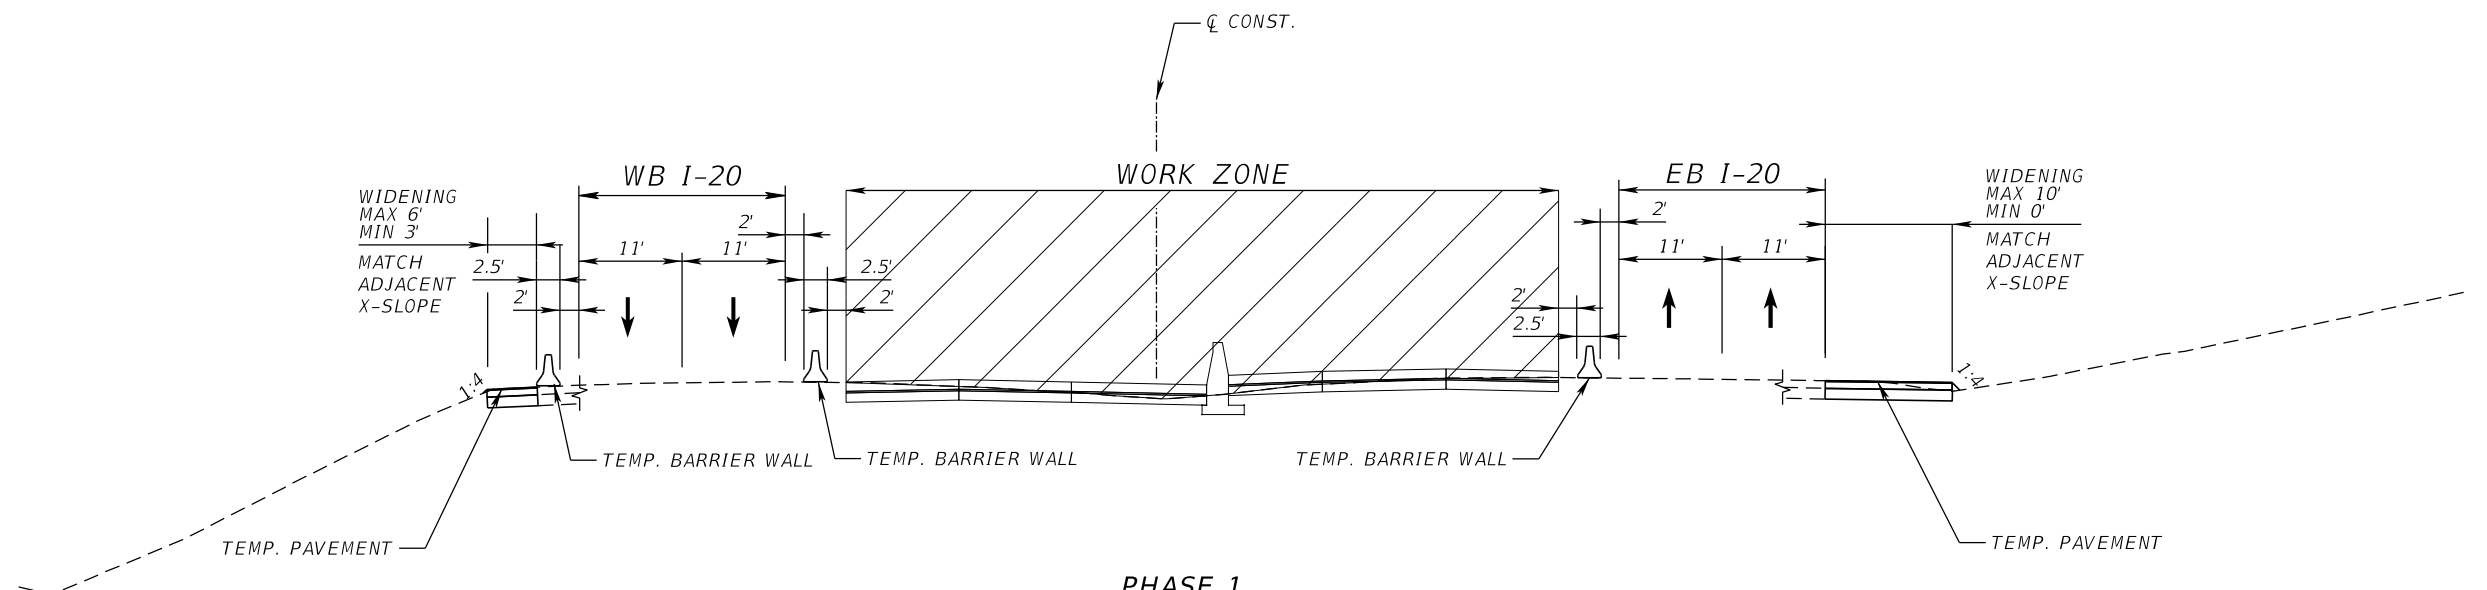 ℄ CONST.
WB I-20
WORK ZONE
EB I-20
WIDENING
MAX 6'
MIN 3'
MATCH
ADJACENT
X-SLOPE
WIDENING
MAX 10'
MIN 0'
MATCH
ADJACENT
X-SLOPE
2'
11'
11'
2.5'
2'
2.5'
2'
2'
11'
11'
2'
2.5'
1:4
1:4
TEMP. BARRIER WALL
TEMP. BARRIER WALL
TEMP. BARRIER WALL
TEMP. PAVEMENT
TEMP. PAVEMENT
PHASE 1